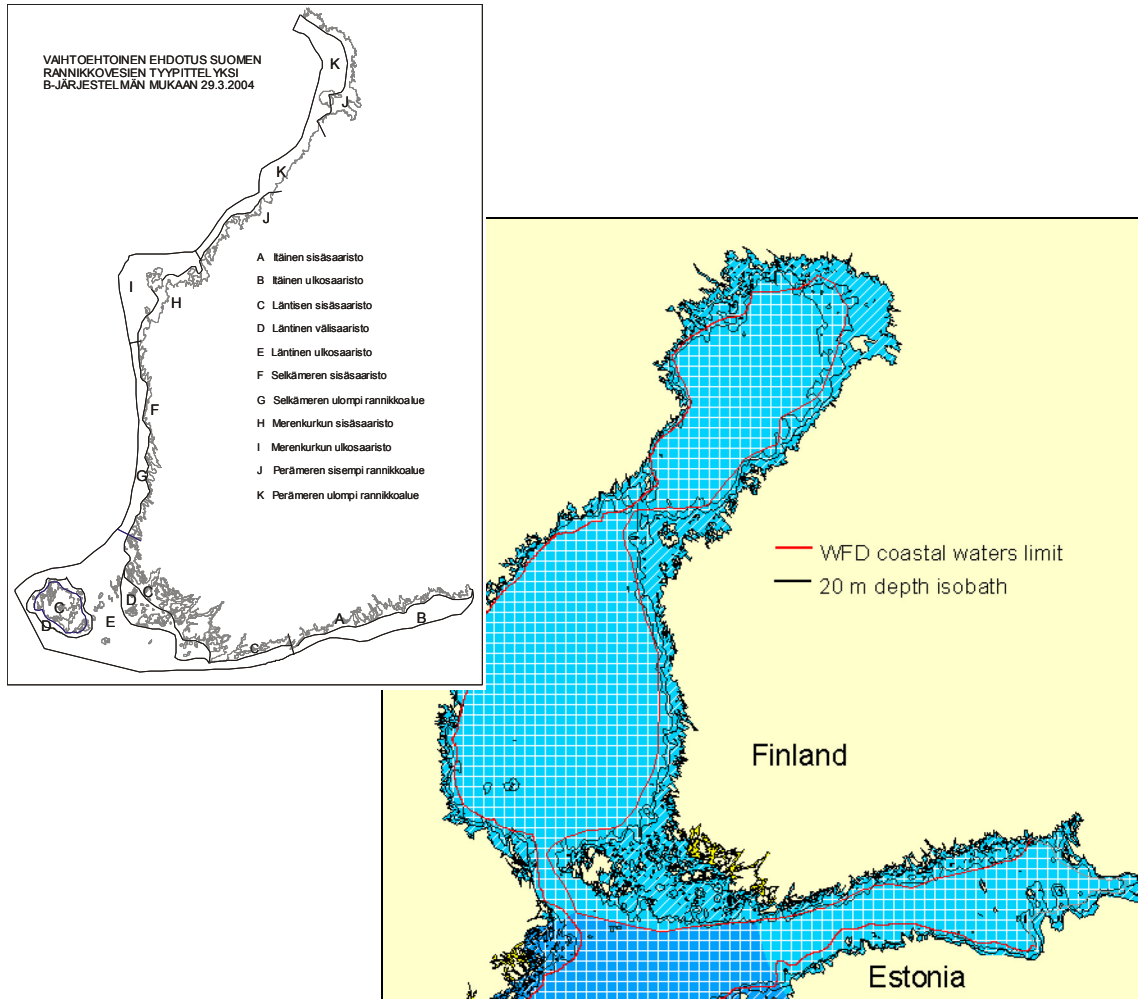 VAIHTOEHTOINEN EHDOTUS SUOMEN
RANNIKKOVESIEN TYYPITTELYKSI
B-JÄRJESTELMÄN MUKAAN 29.3.2004
K
J
K
J
I
H
A Itäinen sisäsaaristo
B Itäinen ulkosaaristo
C Läntisen sisäsaaristo
D Läntinen välisaaristo
E Läntinen ulkosaaristo
F Selkämeren sisäsaaristo
G Selkämeren ulompi rannikkoalue
H Merenkurkun sisäsaaristo
I Merenkurkun ulkosaaristo
J Perämeren sisempi rannikkoalue
K Perämeren ulompi rannikkoalue
F
G
C
D
C
D
E
A
B
C
WFD coastal waters limit
20 m depth isobath
Finland
Estonia